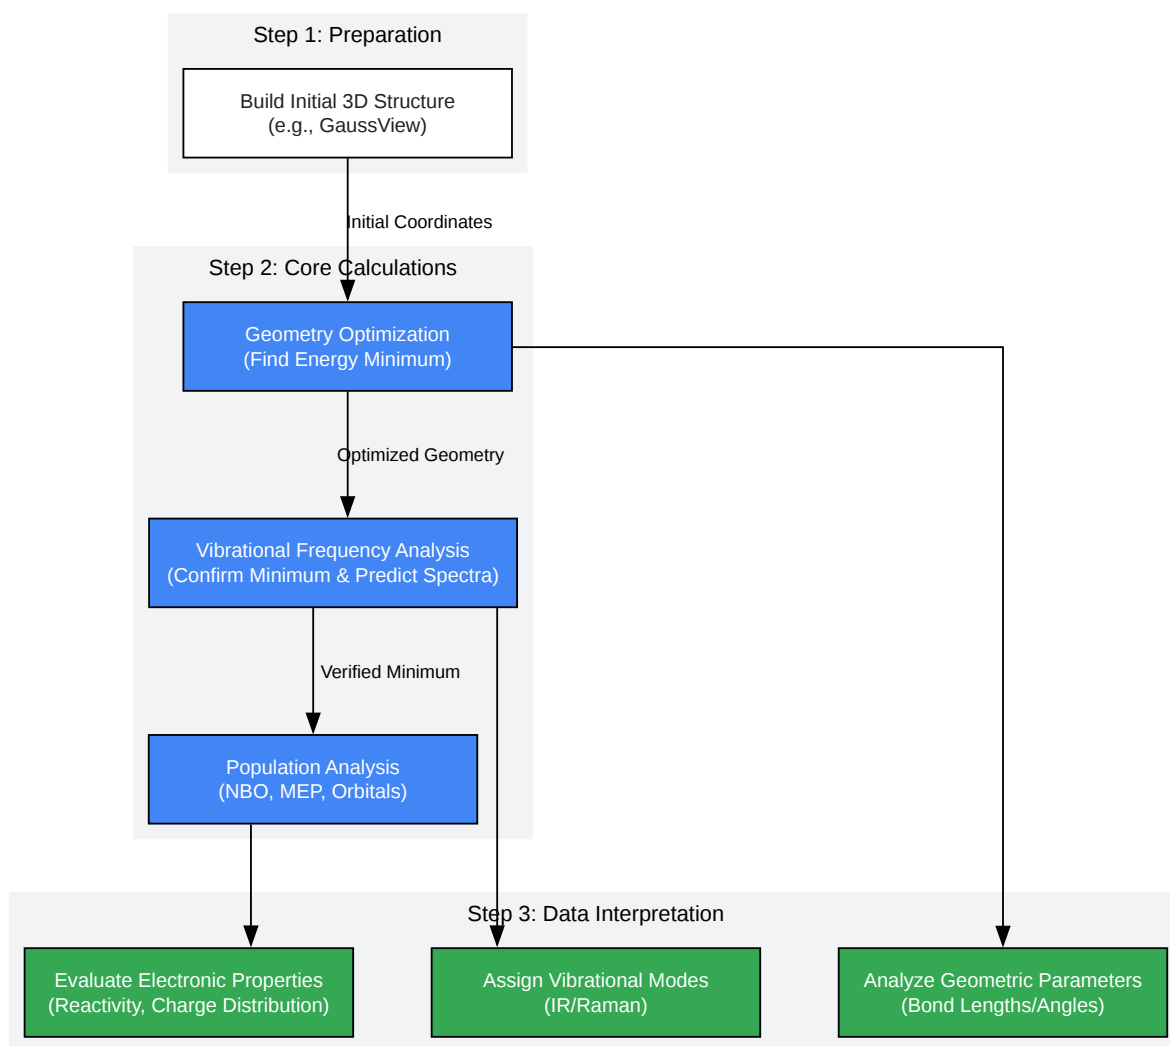 Step 1: Preparation
Build Initial 3D Structure
(e.g., GaussView)
Initial Coordinates
Step 2: Core Calculations
Geometry Optimization
(Find Energy Minimum)
Optimized Geometry
Vibrational Frequency Analysis
(Confirm Minimum & Predict Spectra)
Verified Minimum
Population Analysis
(NBO, MEP, Orbitals)
Step 3: Data Interpretation
Evaluate Electronic Properties
(Reactivity, Charge Distribution)
Assign Vibrational Modes
(IR/Raman)
Analyze Geometric Parameters
(Bond Lengths/Angles)